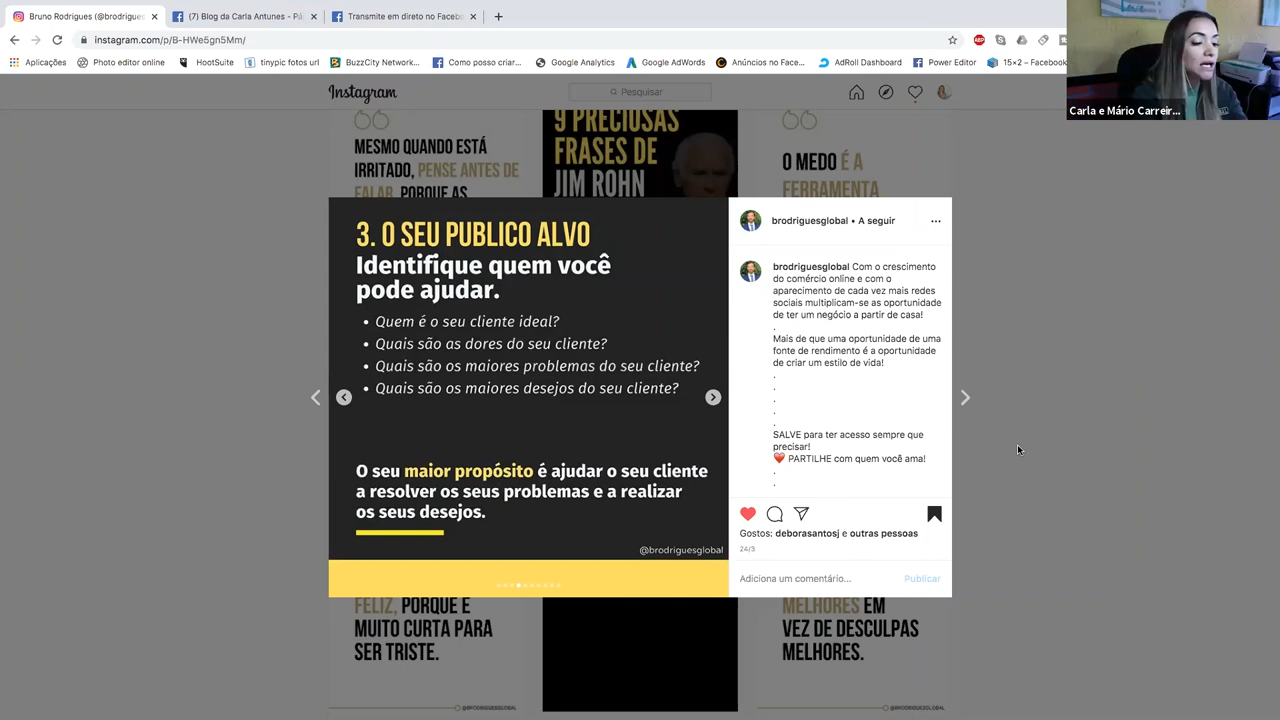 Bruno Rodrigues (@brodrigues
(7) Blog da Carla Antunes - Pá
Transmite em direto no Facebo
instagram.com/p/B-HWe5gn5Mm/
ABP
Aplicações
Photo editor online
HootSuite
tinypic fotos url
BuzzCity Network...
Como posso criar...
Google Analytics
Google AdWords
Anúncios no Face...
AdRoll Dashboard
Power Editor
15×2 – Facebook
Carla e Mário Carreir...
Instagram
Pesquisar
MESMO QUANDO ESTÁ
IRRITADO, PENSE ANTES DE
FALAR, PORQUE AS
9 PRECIOSAS
FRASES DE
JIM ROHN
O MEDO É A
FERRAMENTA
3. O SEU PUBLICO ALVO
Identifique quem você
pode ajudar.
• Quem é o seu cliente ideal?
• Quais são as dores do seu cliente?
• Quais são os maiores problemas do seu cliente?
• Quais são os maiores desejos do seu cliente?
O seu maior propósito é ajudar o seu cliente
a resolver os seus problemas e a realizar
os seus desejos.
@brodriguesglobal
brodriguesglobal • A seguir
brodriguesglobal Com o crescimento
do comércio online e com o
aparecimento de cada vez mais redes
sociais multiplicam-se as oportunidade
de ter um negócio a partir de casa!
.
Mais de que uma oportunidade de uma
fonte de rendimento é a oportunidade
de criar um estilo de vida!
.
.
.
.
.
SALVE para ter acesso sempre que
precisar!
❤️ PARTILHE com quem você ama!
.
.
Gostos: deborasantosj e outras pessoas
24/3
Adiciona um comentário...
Publicar
FELIZ, PORQUE É
MUITO CURTA PARA
SER TRISTE.
@BRODRIGUESGLOBAL
MELHORES EM
VEZ DE DESCULPAS
MELHORES.
@BRODRIGUESGLOBAL